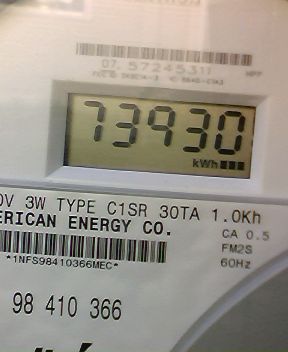 07. 57245311
73930
kWh
0V 3W TYPE C1SR 30TA 1.0Kh
ERICAN ENERGY CO.
CA 0.5
FM2S
*1NFS98410366MEC*
60Hz
98 410 366